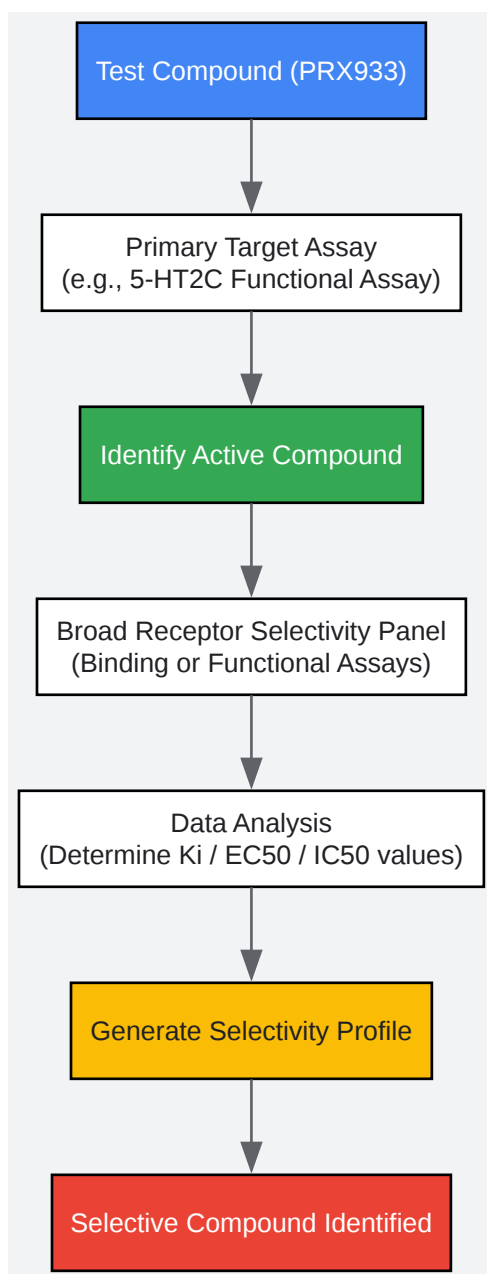 Test Compound (PRX933)
Primary Target Assay
(e.g., 5-HT2C Functional Assay)
Identify Active Compound
Broad Receptor Selectivity Panel
(Binding or Functional Assays)
Data Analysis
(Determine Ki / EC50 / IC50 values)
Generate Selectivity Profile
Selective Compound Identified